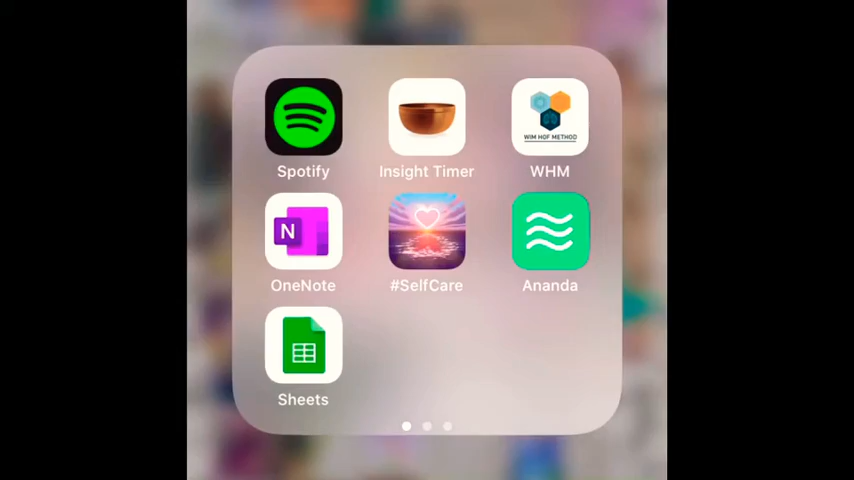 Spotify
Insight Timer
WIM HOF METHOD
WHM
N
OneNote
#SelfCare
Ananda
Sheets